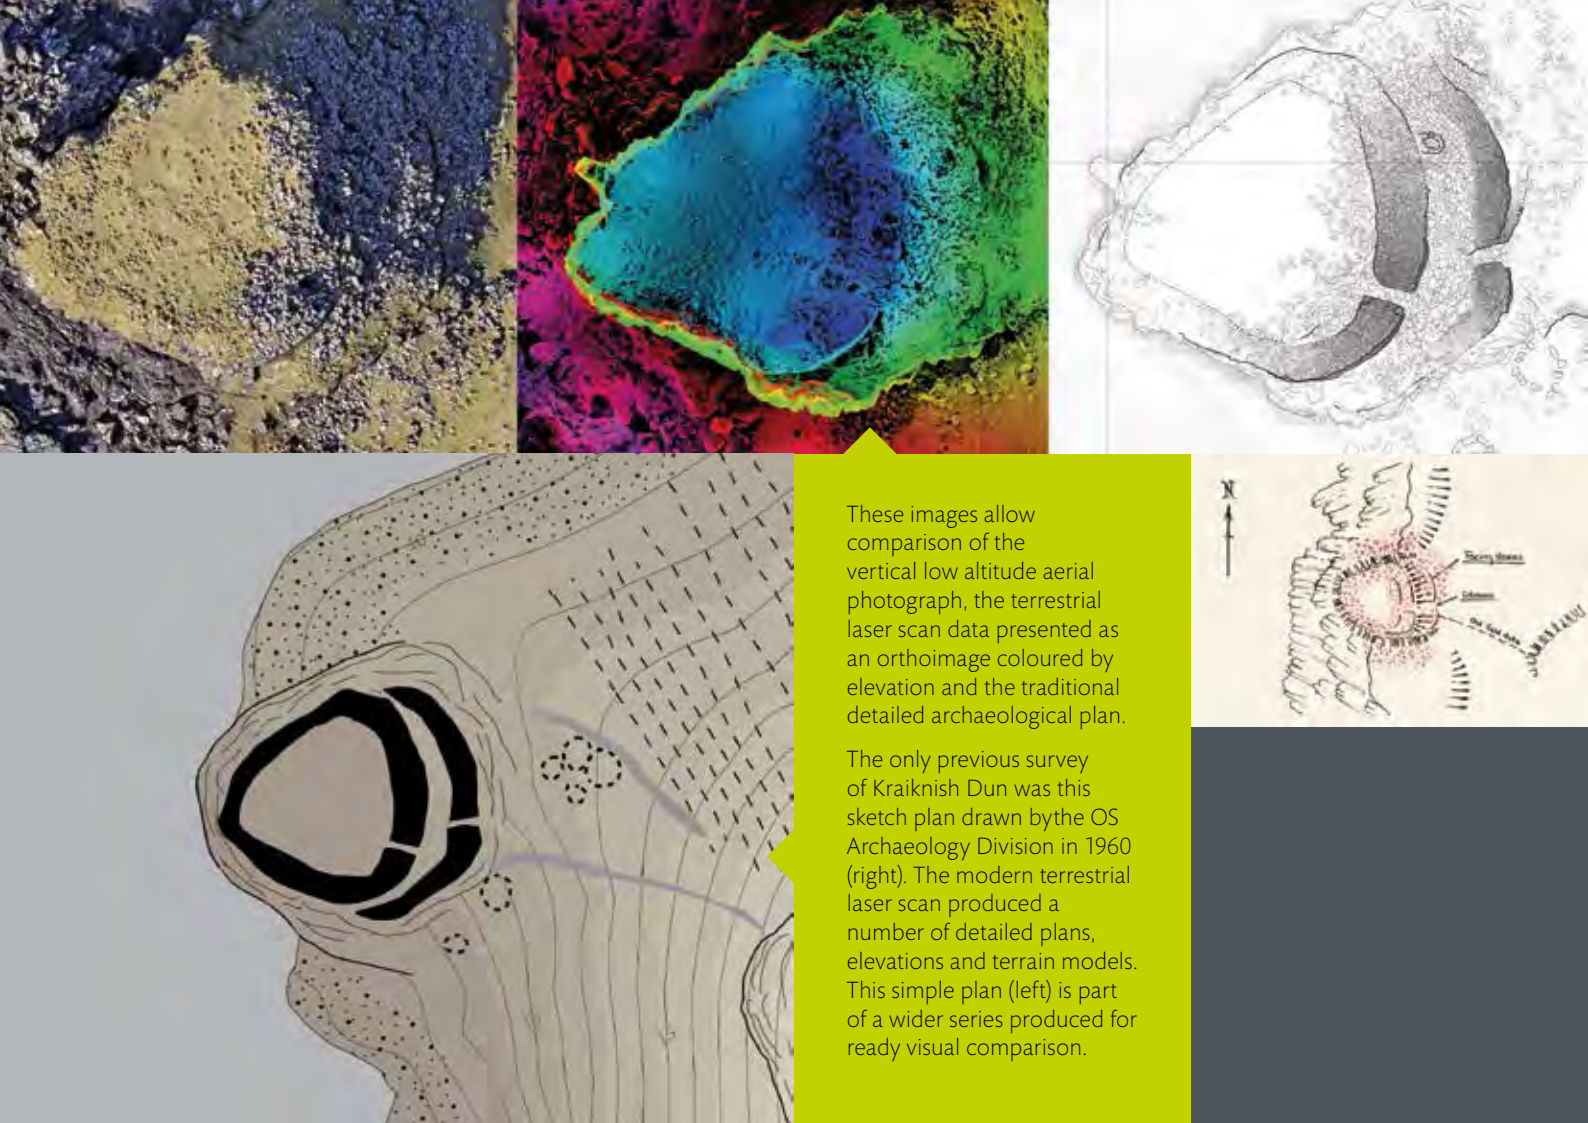 These images allow
comparison of the
vertical low altitude aerial
photograph, the terrestrial
laser scan data presented as
an orthoimage coloured by
elevation and the traditional
detailed archaeological plan.
The only previous survey
of Kraiknish Dun was this
sketch plan drawn bythe OS
Archaeology Division in 1960
(right). The modern terrestrial
laser scan produced a
number of detailed plans,
elevations and terrain models.
This simple plan (left) is part
of a wider series produced for
ready visual comparison.
N
Facing stones